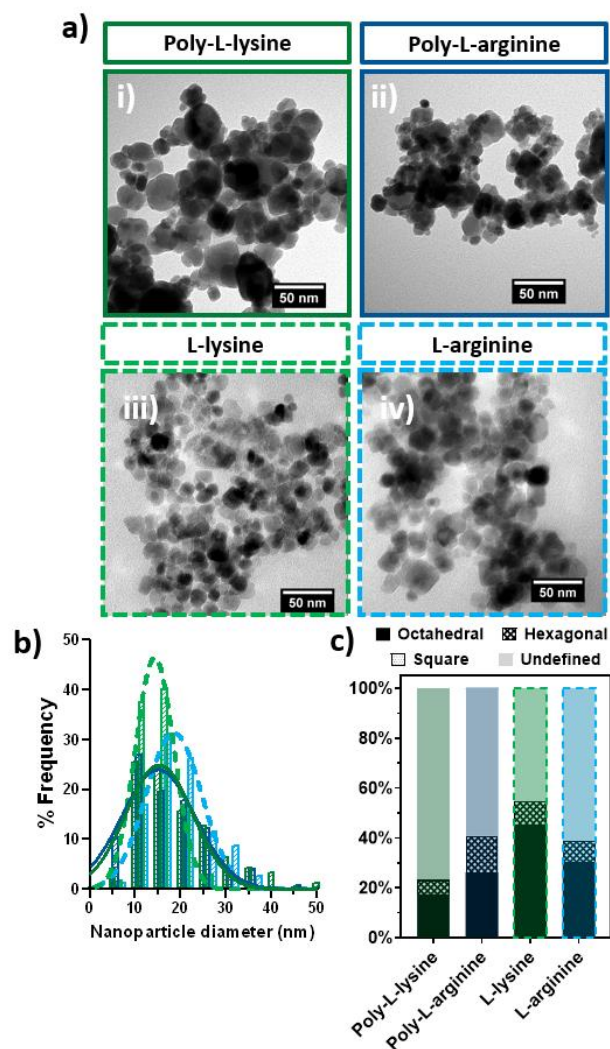 a)
Poly-L-lysine
Poly-L-arginine
i)
ii)
50 nm
50 nm
L-lysine
L-arginine
iii)
iv)
50 nm
50 nm
b)
50
40
30
20
10
0
% Frequency
0 10 20 30 40 50
Nanoparticle diameter (nm)
c)
Octahedral Hexagonal
Square Undefined
100%
80%
60%
40%
20%
0%
Poly-L-lysine
Poly-L-arginine
L-lysine
L-arginine